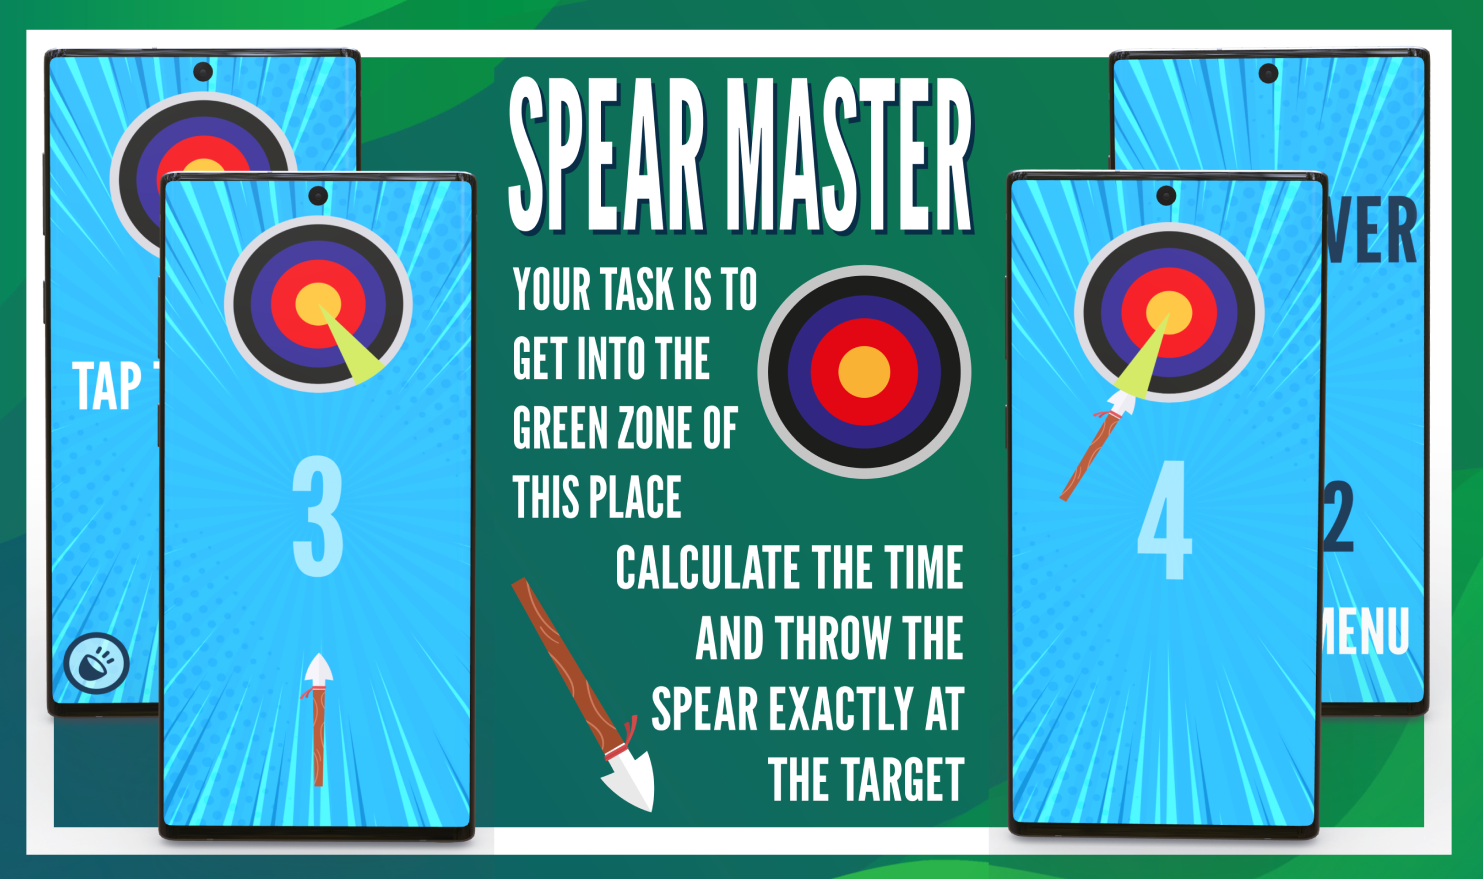 SPEAR MASTER
YOUR TASK IS TO
GET INTO THE
GREEN ZONE OF
THIS PLACE
CALCULATE THE TIME
AND THROW THE
SPEAR EXACTLY AT
THE TARGET
TAP
3
4
VER
2
MENU